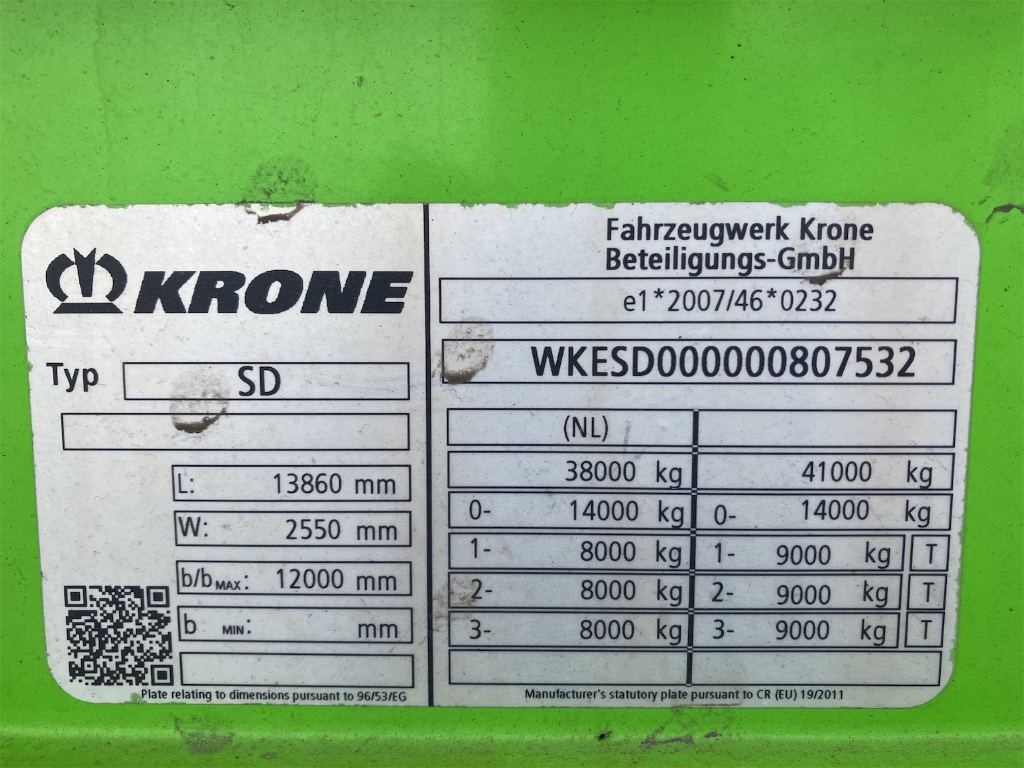 KRONE
Typ SD
L: 13860 mm
W: 2550 mm
b/b MAX: 12000 mm
b MIN: mm
Plate relating to dimensions pursuant to 96/53/EG
Fahrzeugwerk Krone
Beteiligungs-GmbH
e1*2007/46*0232
WKESD000000807532
(NL)
38000 kg 41000 kg
0- 14000 kg 0- 14000 kg
1- 8000 kg 1- 9000 kg T
2- 8000 kg 2- 9000 kg T
3- 8000 kg 3- 9000 kg T
Manufacturer's statutory plate pursuant to CR (EU) 19/2011